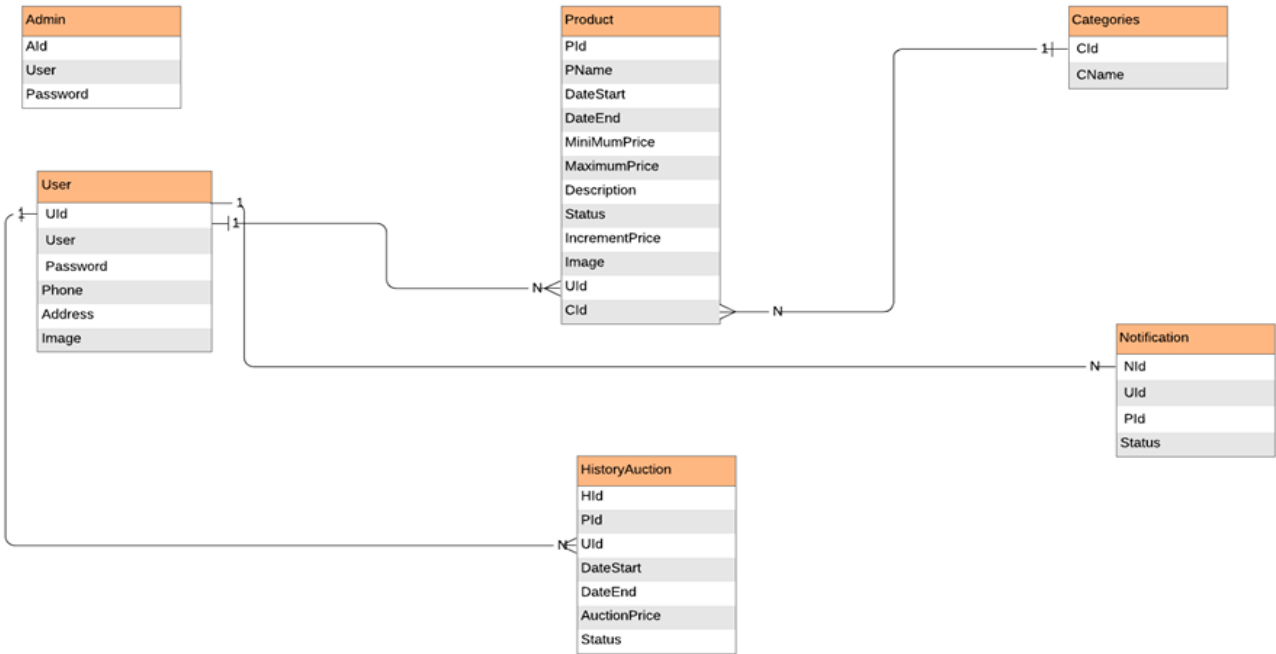 Admin
AId
User
Password
Product
PId
PName
DateStart
DateEnd
MiniMumPrice
MaximumPrice
Description
Status
IncrementPrice
Image
UId
CId
Categories
CId
CName
1
N
User
UId
User
Password
Phone
Address
Image
1
1
1
N
N
Notification
NId
UId
PId
Status
HistoryAuction
HId
PId
UId
DateStart
DateEnd
AuctionPrice
Status
N